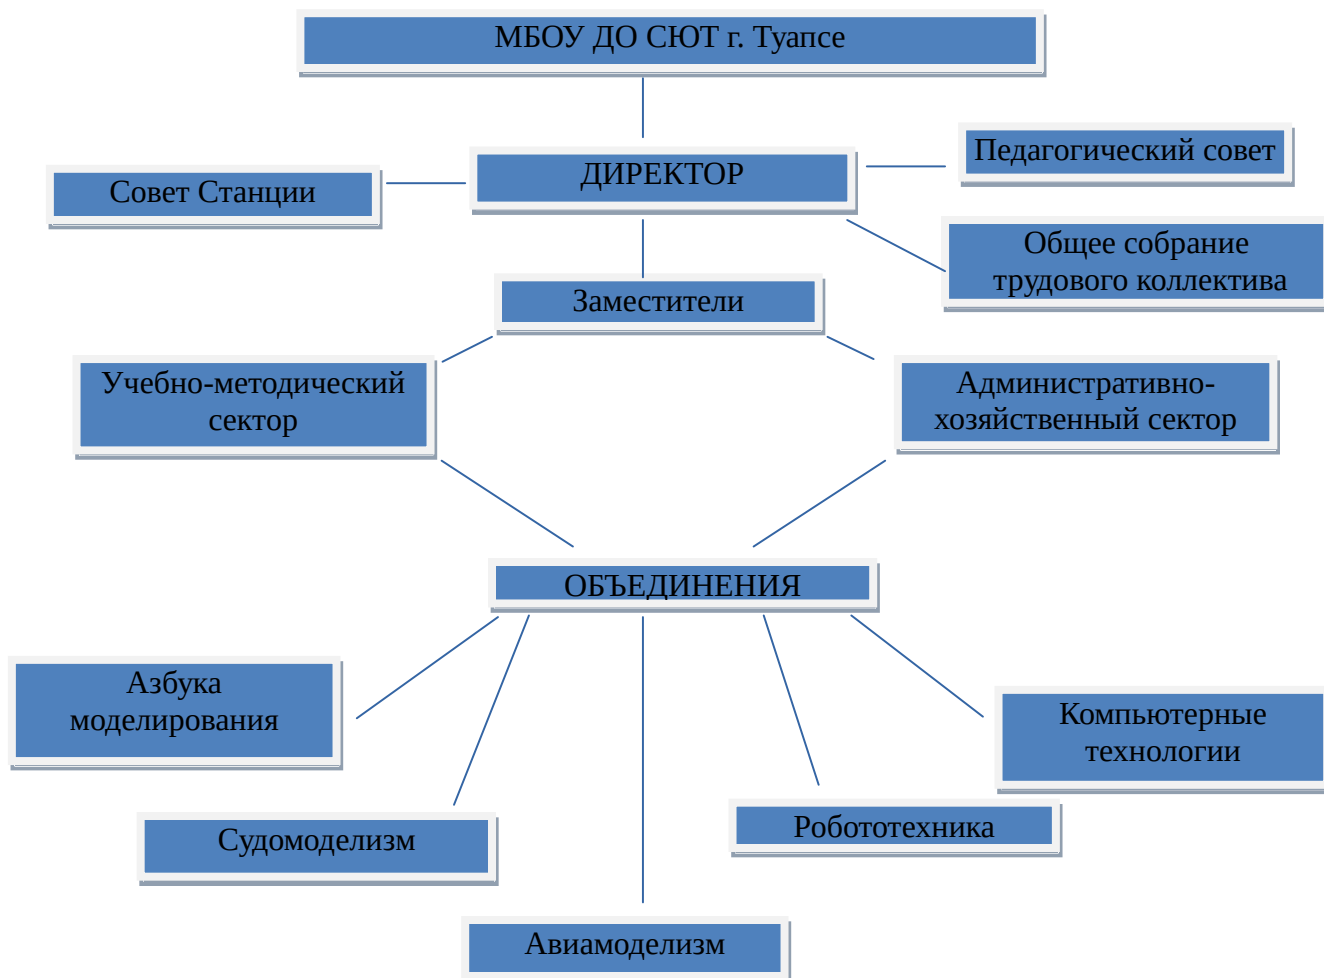 МБОУ ДО СЮТ г. Туапсе
ДИРЕКТОР
Педагогический совет
Совет Станции
Общее собрание
трудового коллектива
Заместители
Учебно-методический
сектор
Административно-
хозяйственный сектор
ОБЪЕДИНЕНИЯ
Азбука
моделирования
Компьютерные
технологии
Судомоделизм
Робототехника
Авиамоделизм